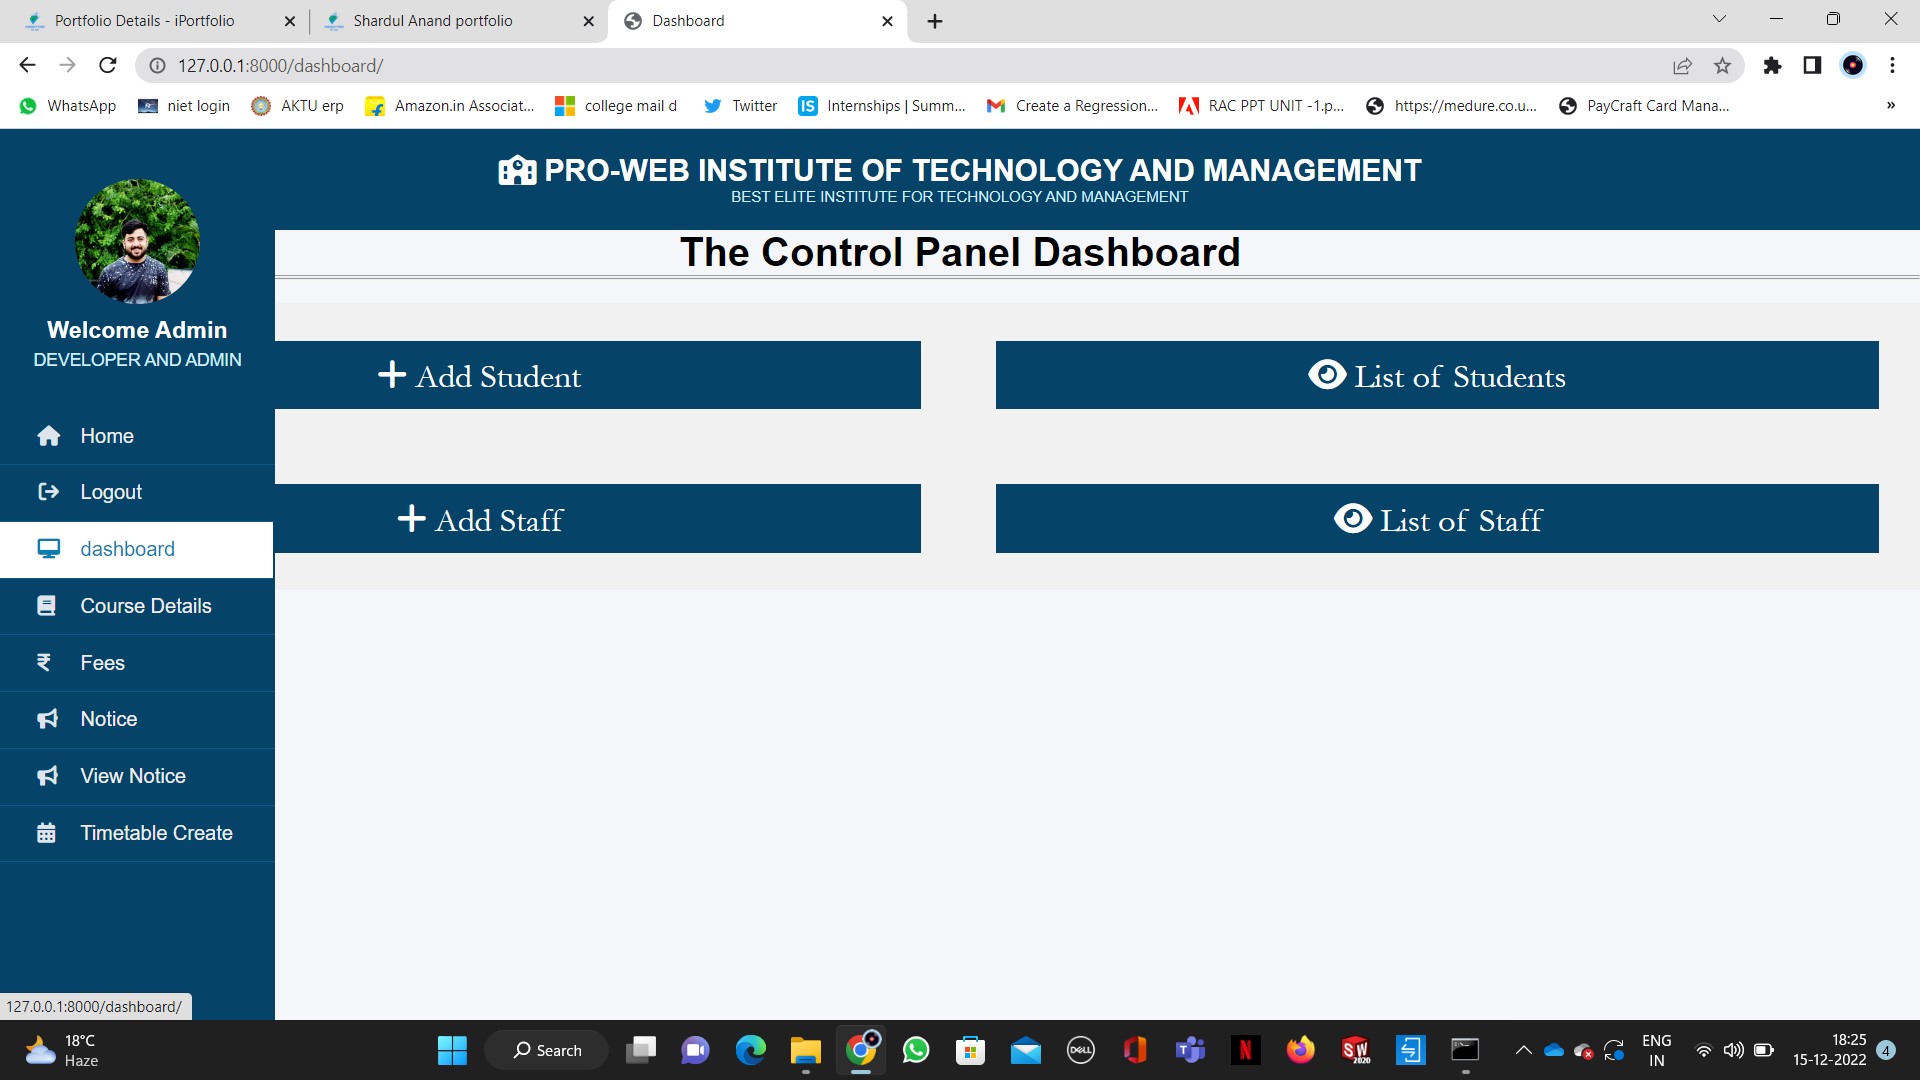 Portfolio Details - iPortfolio
Shardul Anand portfolio
Dashboard
127.0.0.1:8000/dashboard/
WhatsApp
niet login
AKTU erp
Amazon.in Associat...
college mail d
Twitter
IS
Internships | Summ...
Create a Regression...
RAC PPT UNIT -1.p...
https://medure.co.u...
PayCraft Card Mana...
»
PRO-WEB INSTITUTE OF TECHNOLOGY AND MANAGEMENT
BEST ELITE INSTITUTE FOR TECHNOLOGY AND MANAGEMENT
Welcome Admin
DEVELOPER AND ADMIN
Home
Logout
dashboard
Course Details
Fees
Notice
View Notice
Timetable Create
The Control Panel Dashboard
Add Student
List of Students
Add Staff
List of Staff
127.0.0.1:8000/dashboard/
18°C
Haze
Search
DELL
N
SW
2020
ENG
IN
18:25
15-12-2022
4